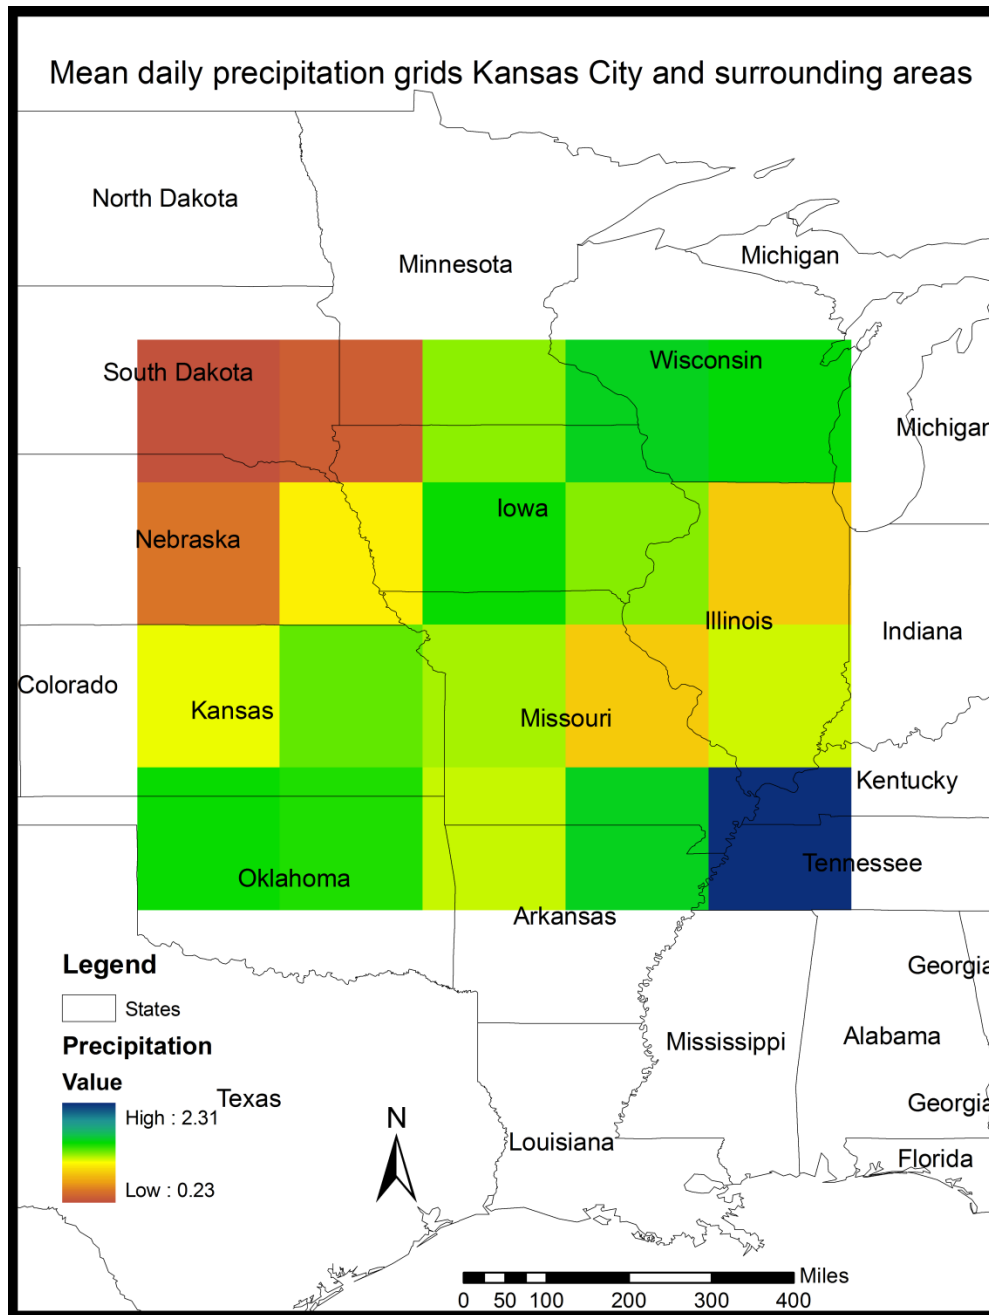 Mean daily precipitation grids Kansas City and surrounding areas
North Dakota
Minnesota
Michigan
South Dakota
Wisconsin
Michigan
Nebraska
Iowa
Illinois
Indiana
Colorado
Kansas
Missouri
Kentucky
Oklahoma
Tennessee
Arkansas
Georgia
Mississippi
Alabama
Texas
Georgia
Louisiana
Florida
Legend
States
Precipitation
Value
High : 2.31
Low : 0.23
N
Miles
0 50 100 200 300 400